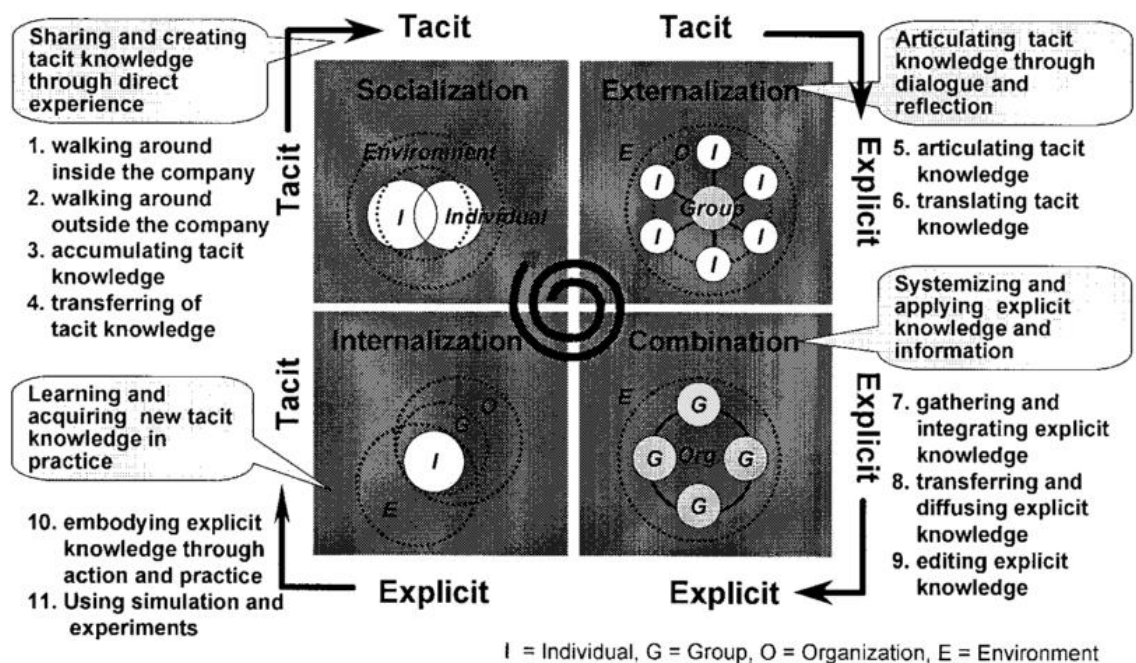 Tacit
Tacit
Sharing and creating
tacit knowledge
through direct
experience
Articulating tacit
knowledge through
dialogue and
reflection
Socialization
Externalization
1. walking around
inside the company
2. walking around
outside the company
3. accumulating tacit
knowledge
4. transferring of
tacit knowledge
Tacit
Environment
I
Individual
E
O
I
I
I
Group
I
I
I
Explicit
5. articulating tacit
knowledge
6. translating tacit
knowledge
Systemizing and
applying explicit
knowledge and
information
Internalization
Combination
Learning and
acquiring new tacit
knowledge in
practice
Tacit
O
G
I
E
E
G
G
Org.
G
G
Explicit
7. gathering and
integrating explicit
knowledge
8. transferring and
diffusing explicit
knowledge
9. editing explicit
knowledge
10. embodying explicit
knowledge through
action and practice
11. Using simulation and
experiments
Explicit
Explicit
I = Individual, G = Group, O = Organization, E = Environment